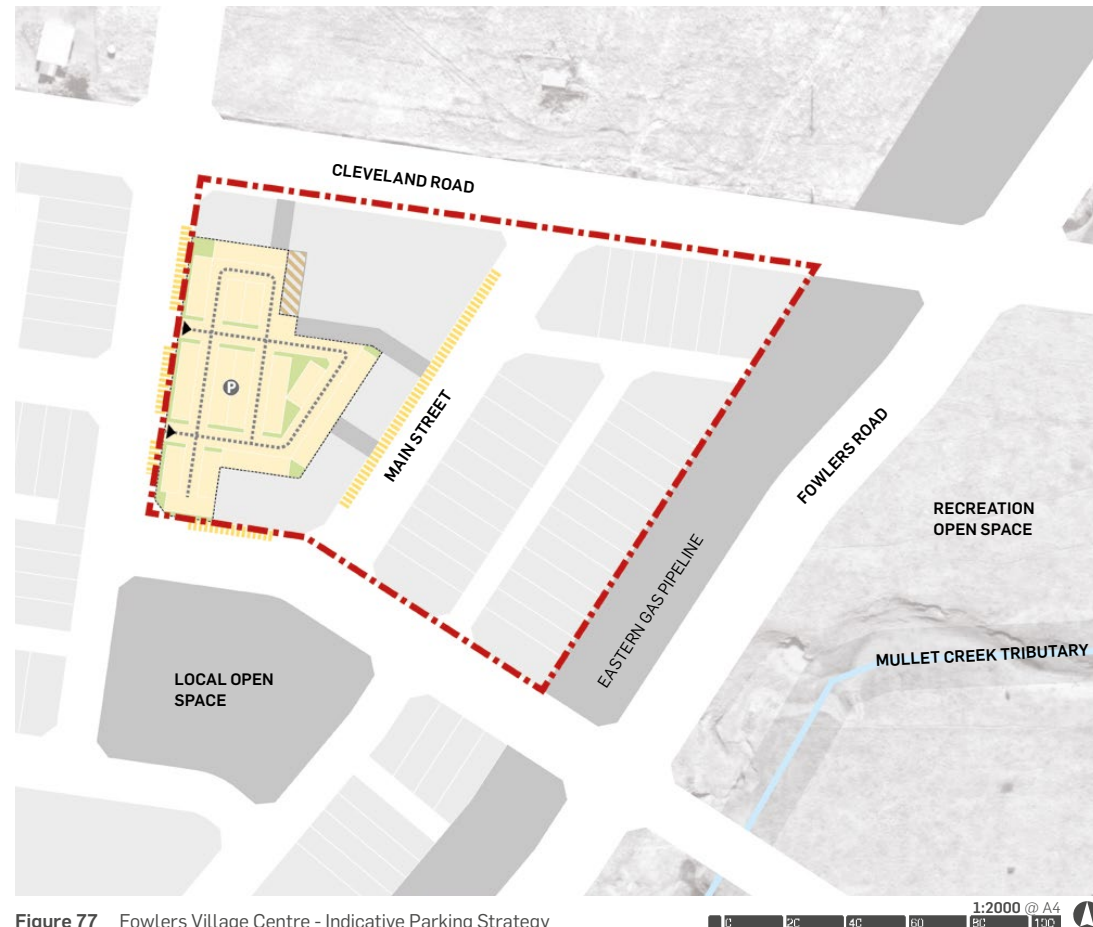 CLEVELAND ROAD
P
MAIN STREET
FOWLERS ROAD
RECREATION
OPEN SPACE
EASTERN GAS PIPELINE
MULLET CREEK TRIBUTARY
LOCAL OPEN
SPACE
Figure 77 Fowlers Village Centre - Indicative Parking Strategy
1:2000 @ A4
0 20 40 60 80 100